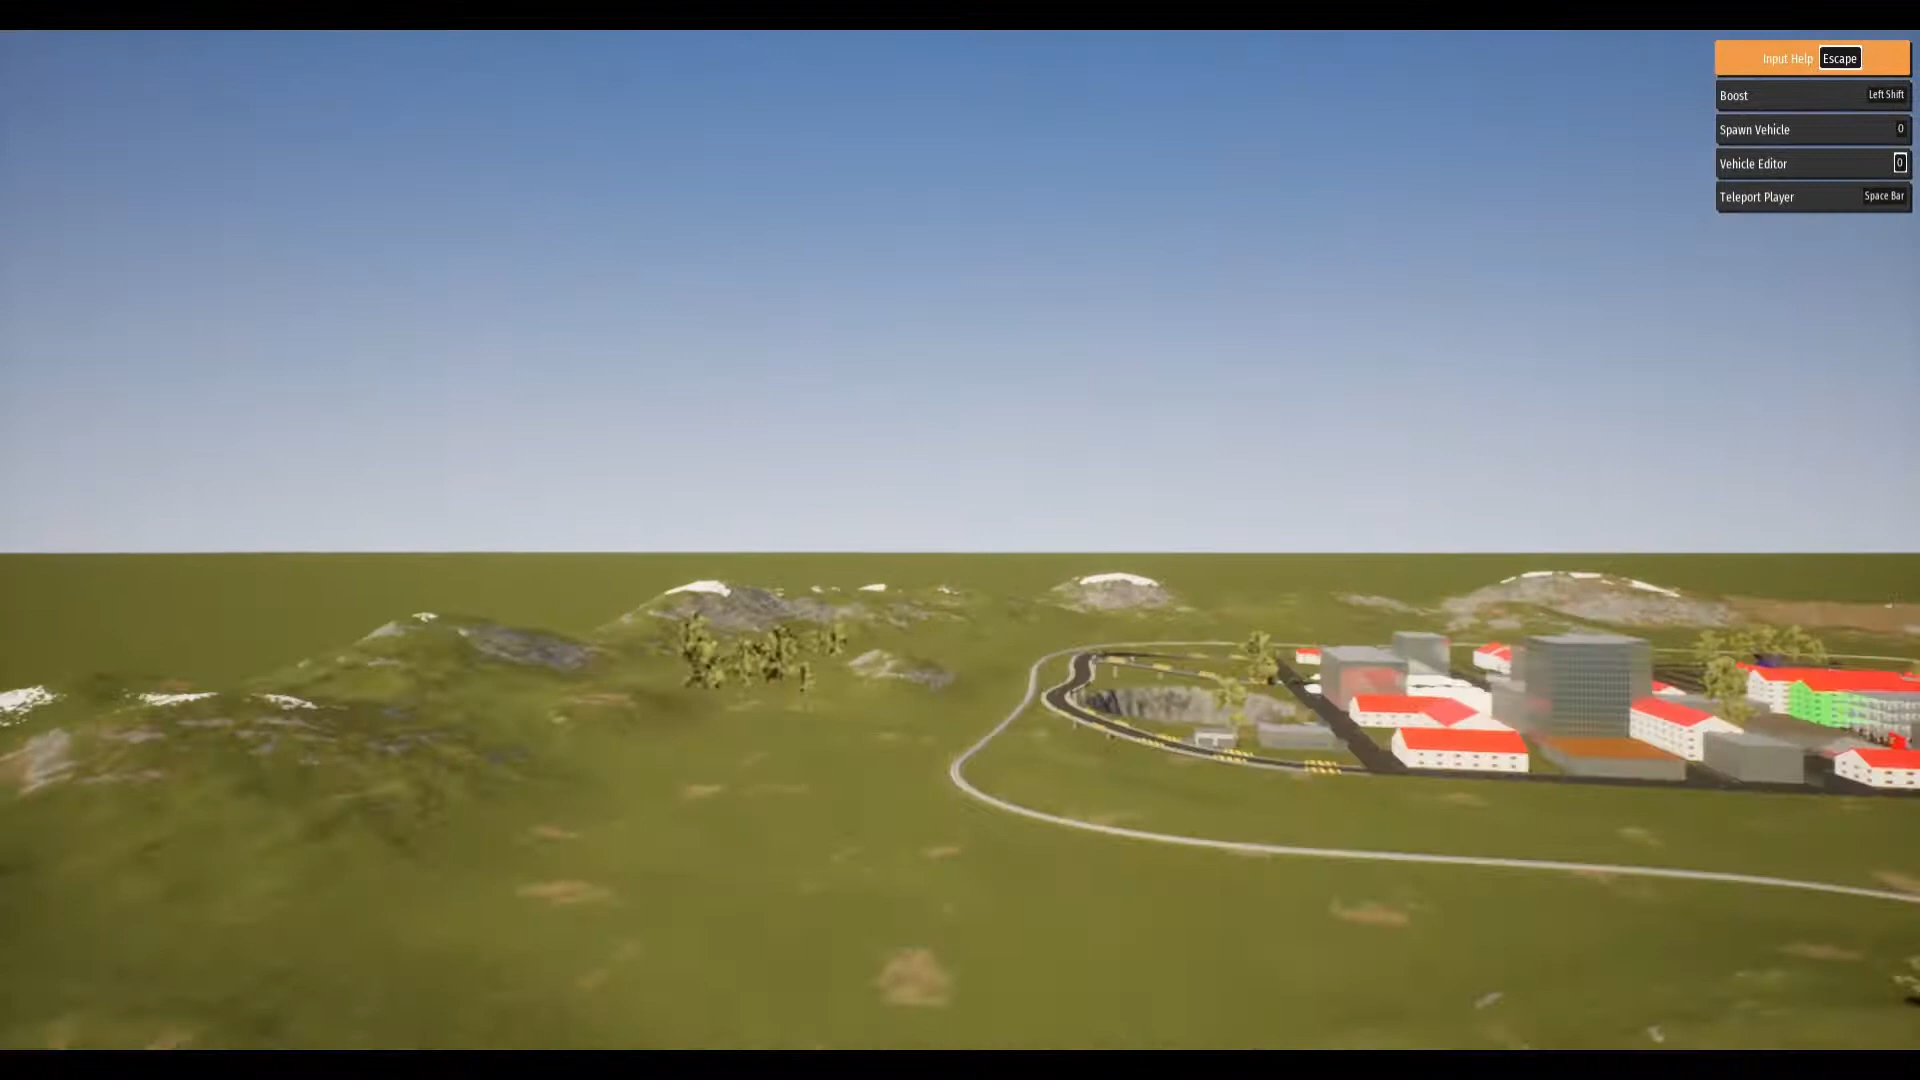 Input Help Escape
Boost Left Shift
Spawn Vehicle 0
Vehicle Editor 0
Teleport Player Space Bar